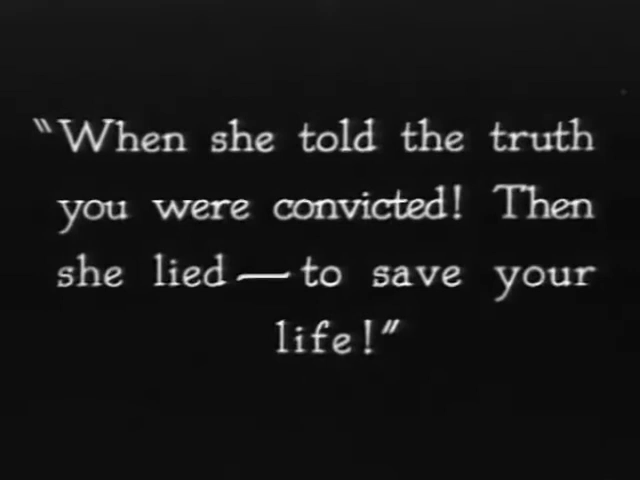 "When she told the truth
you were convicted! Then
she lied—to save your
life!"